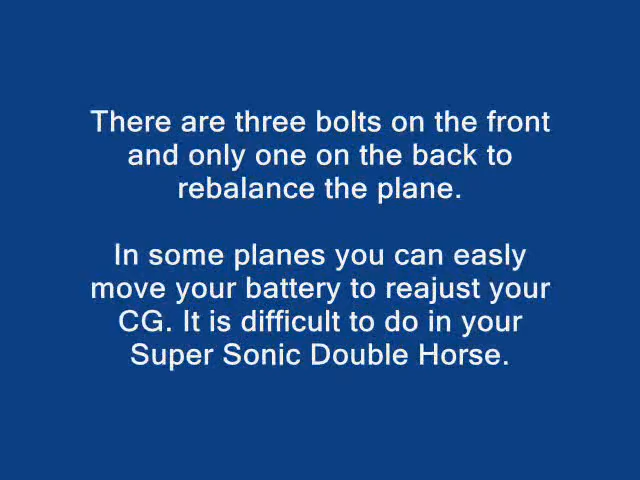 There are three bolts on the front
and only one on the back to
rebalance the plane.
In some planes you can easly
move your battery to reajust your
CG. It is difficult to do in your
Super Sonic Double Horse.